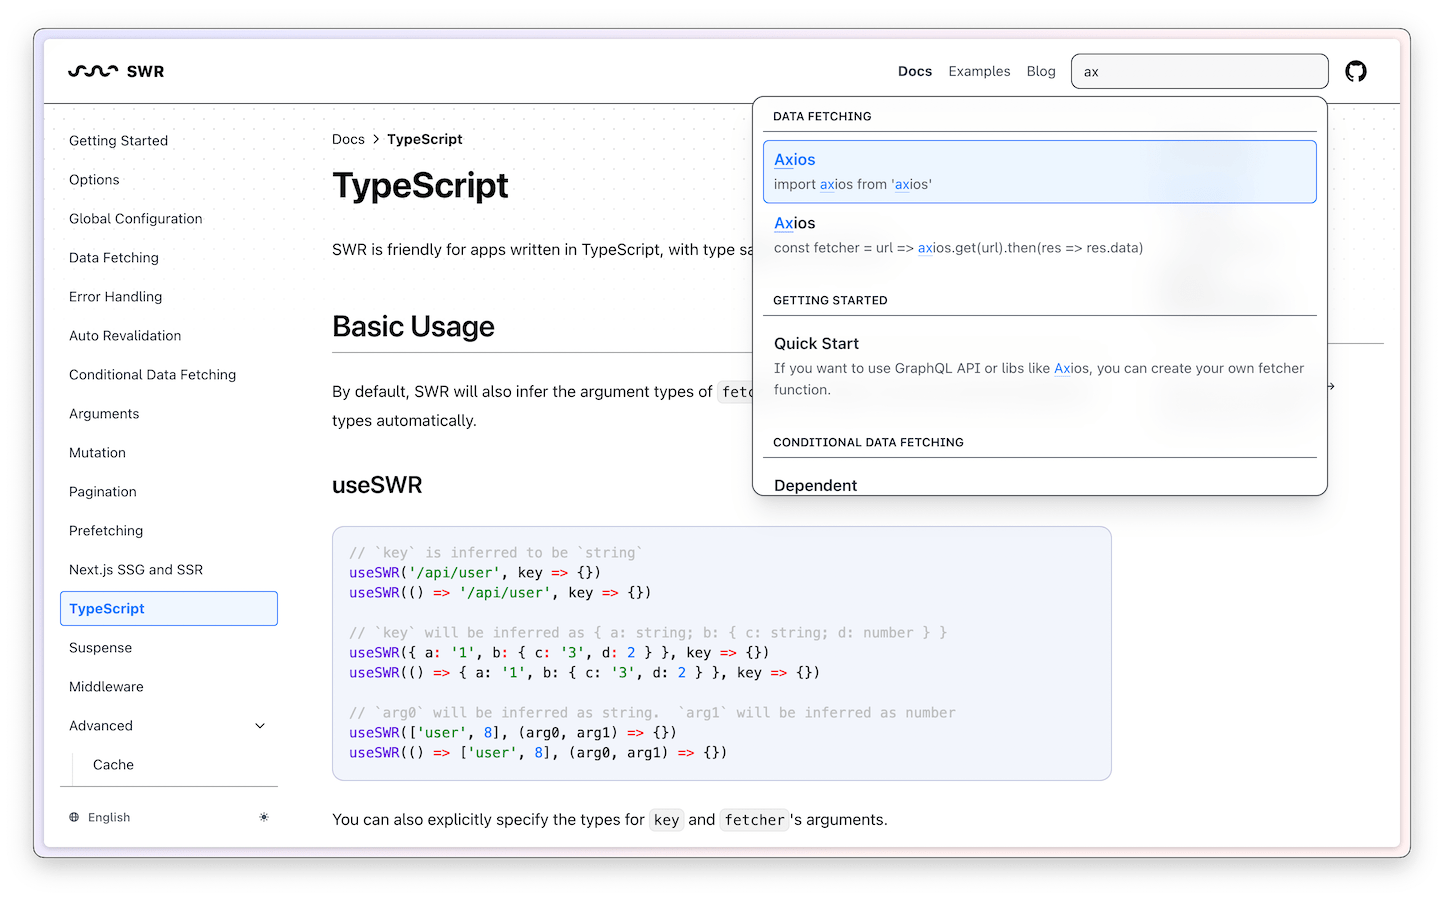 SWR
Docs
Examples
Blog
ax
Getting Started
Options
Global Configuration
Data Fetching
Error Handling
Auto Revalidation
Conditional Data Fetching
Arguments
Mutation
Pagination
Prefetching
Next.js SSG and SSR
TypeScript
Suspense
Middleware
Advanced
Cache
English
Docs > TypeScript
TypeScript
SWR is friendly for apps written in TypeScript, with type
Basic Usage
By default, SWR will also infer the argument types of
types automatically.
useSWR
// `key` is inferred to be `string`
useSWR('/api/user', key => {})
useSWR(() => '/api/user', key => {})
// `key` will be inferred as { a: string; b: { c: string; d: number } }
useSWR({ a: '1', b: { c: '3', d: 2 } }, key => {})
useSWR(() => { a: '1', b: { c: '3', d: 2 } }, key => {})
// `arg0` will be inferred as string.  `arg1` will be inferred as number
useSWR(['user', 8], (arg0, arg1) => {})
useSWR(() => ['user', 8], (arg0, arg1) => {})
You can also explicitly specify the types for key and fetcher's arguments.
DATA FETCHING
Axios
import axios from 'axios'
Axios
const fetcher = url => axios.get(url).then(res => res.data)
GETTING STARTED
Quick Start
If you want to use GraphQL API or libs like Axios, you can create your own fetcher
function.
CONDITIONAL DATA FETCHING
Dependent